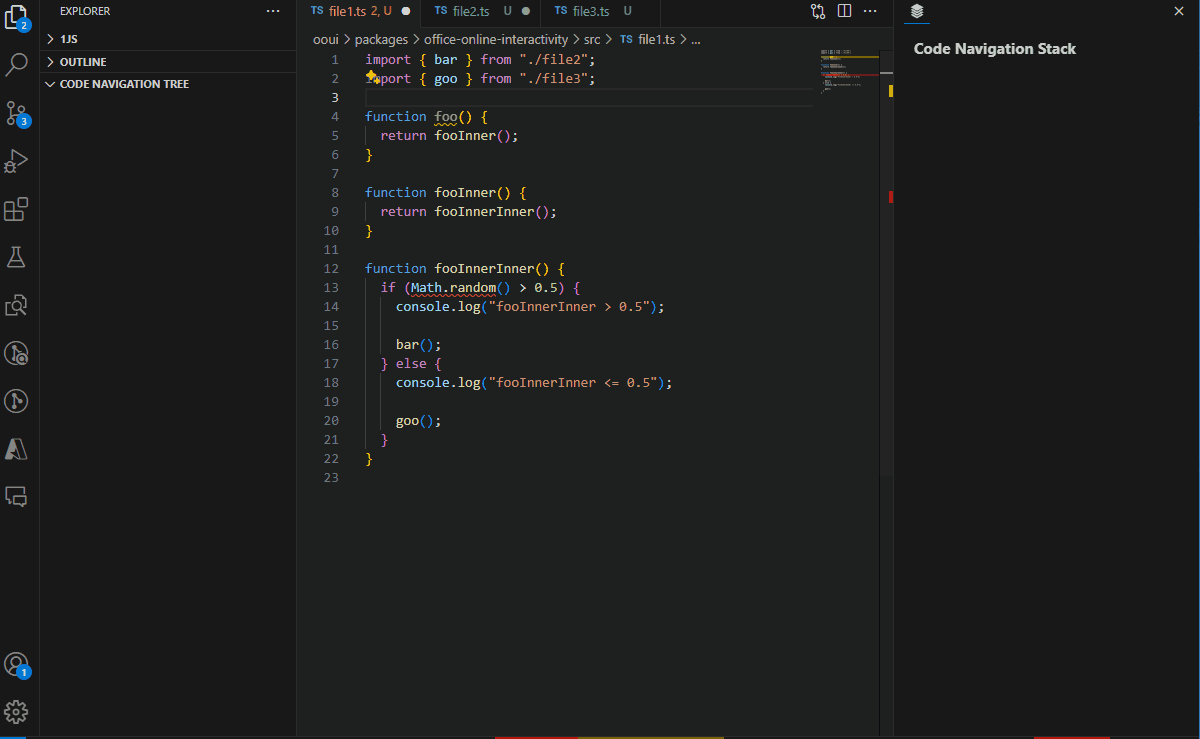 EXPLORER
1JS
OUTLINE
CODE NAVIGATION TREE
2
3
1
TS file1.ts 2, U
TS file2.ts U
TS file3.ts U
ooui > packages > office-online-interactivity > src > TS file1.ts > ...
1 import { bar } from "./file2";
2 import { goo } from "./file3";
3
4 function foo() {
5 return fooInner();
6 }
7
8 function fooInner() {
9 return fooInnerInner();
10 }
11
12 function fooInnerInner() {
13 if (Math.random() > 0.5) {
14 console.log("fooInnerInner > 0.5");
15
16 bar();
17 } else {
18 console.log("fooInnerInner <= 0.5");
19
20 goo();
21 }
22 }
23
Code Navigation Stack